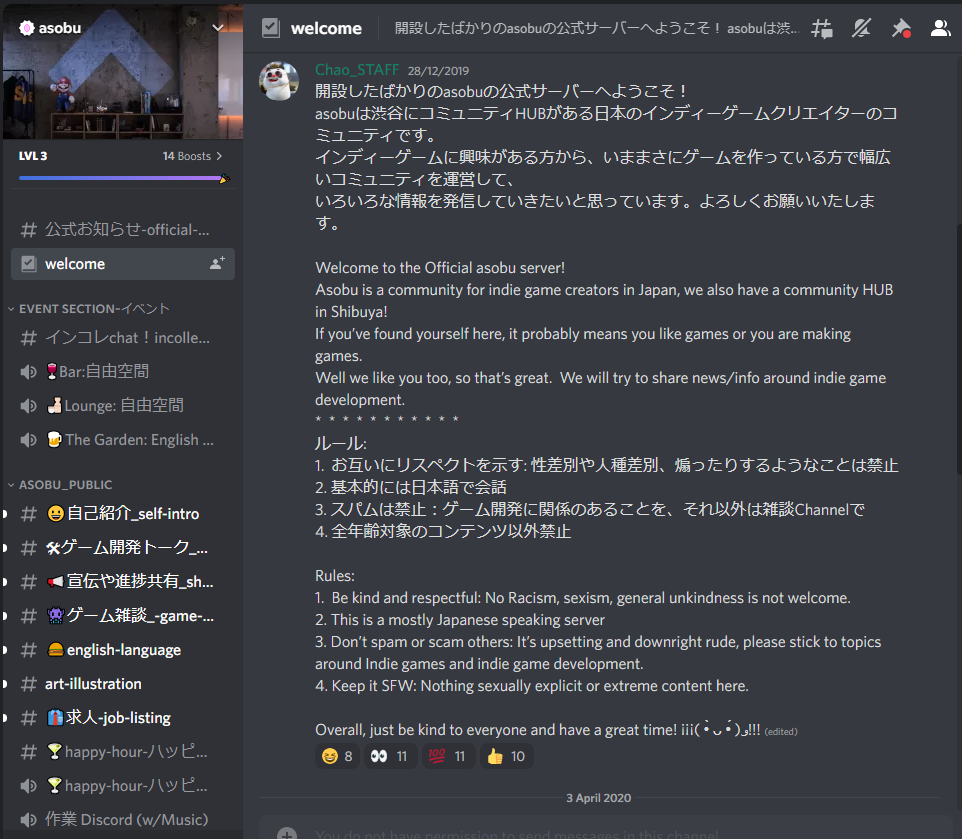 asobu
LVL 3
14 Boosts
公式お知らせ-official-...
welcome
EVENT SECTION-イベント
インコレchat！incolle...
🍷Bar:自由空間
🍶Lounge: 自由空間
🍺The Garden: English ...
ASOBU_PUBLIC
😀自己紹介_self-intro
🛠ゲーム開発トーク_...
📢宣伝や進捗共有_sh...
👾ゲーム雑談_-game-...
🍔english-language
art-illustration
👔求人-job-listing
🍸happy-hour-ハッピ...
🍸happy-hour-ハッピ...
作業 Discord (w/Music)
welcome
開設したばかりのasobuの公式サーバーへようこそ！ asobuは渋...
Chao_STAFF 28/12/2019
開設したばかりのasobuの公式サーバーへようこそ！
asobuは渋谷にコミュニティHUBがある日本のインディーゲームクリエイターのコ
ミュニティです。
インディーゲームに興味がある方から、いままさにゲームを作っている方で幅広
いコミュニティを運営して、
いろいろな情報を発信していきたいと思っています。よろしくお願いいたしま
す。
Welcome to the Official asobu server!
Asobu is a community for indie game creators in Japan, we also have a community HUB
in Shibuya!
If you've found yourself here, it probably means you like games or you are making
games.
Well we like you too, so that's great.  We will try to share news/info around indie game
development.
* * * * * * * * * * *
ルール:
1. お互いにリスペクトを示す: 性差別や人種差別、煽ったりするようなことは禁止
2. 基本的には日本語で会話
3. スパムは禁止：ゲーム開発に関係のあることを、それ以外は雑談Channelで
4. 全年齢対象のコンテンツ以外禁止
Rules:
1. Be kind and respectful: No Racism, sexism, general unkindness is not welcome.
2. This is a mostly Japanese speaking server
3. Don't spam or scam others: It's upsetting and downright rude, please stick to topics
around Indie games and indie game development.
4. Keep it SFW: Nothing sexually explicit or extreme content here.
Overall, just be kind to everyone and have a great time! ¡¡¡( •̀ ᴗ •́ )و!!! (edited)
😆 8 👀 11 💯 11 👍 10
3 April 2020
You do not have permission to send messages in this channel.